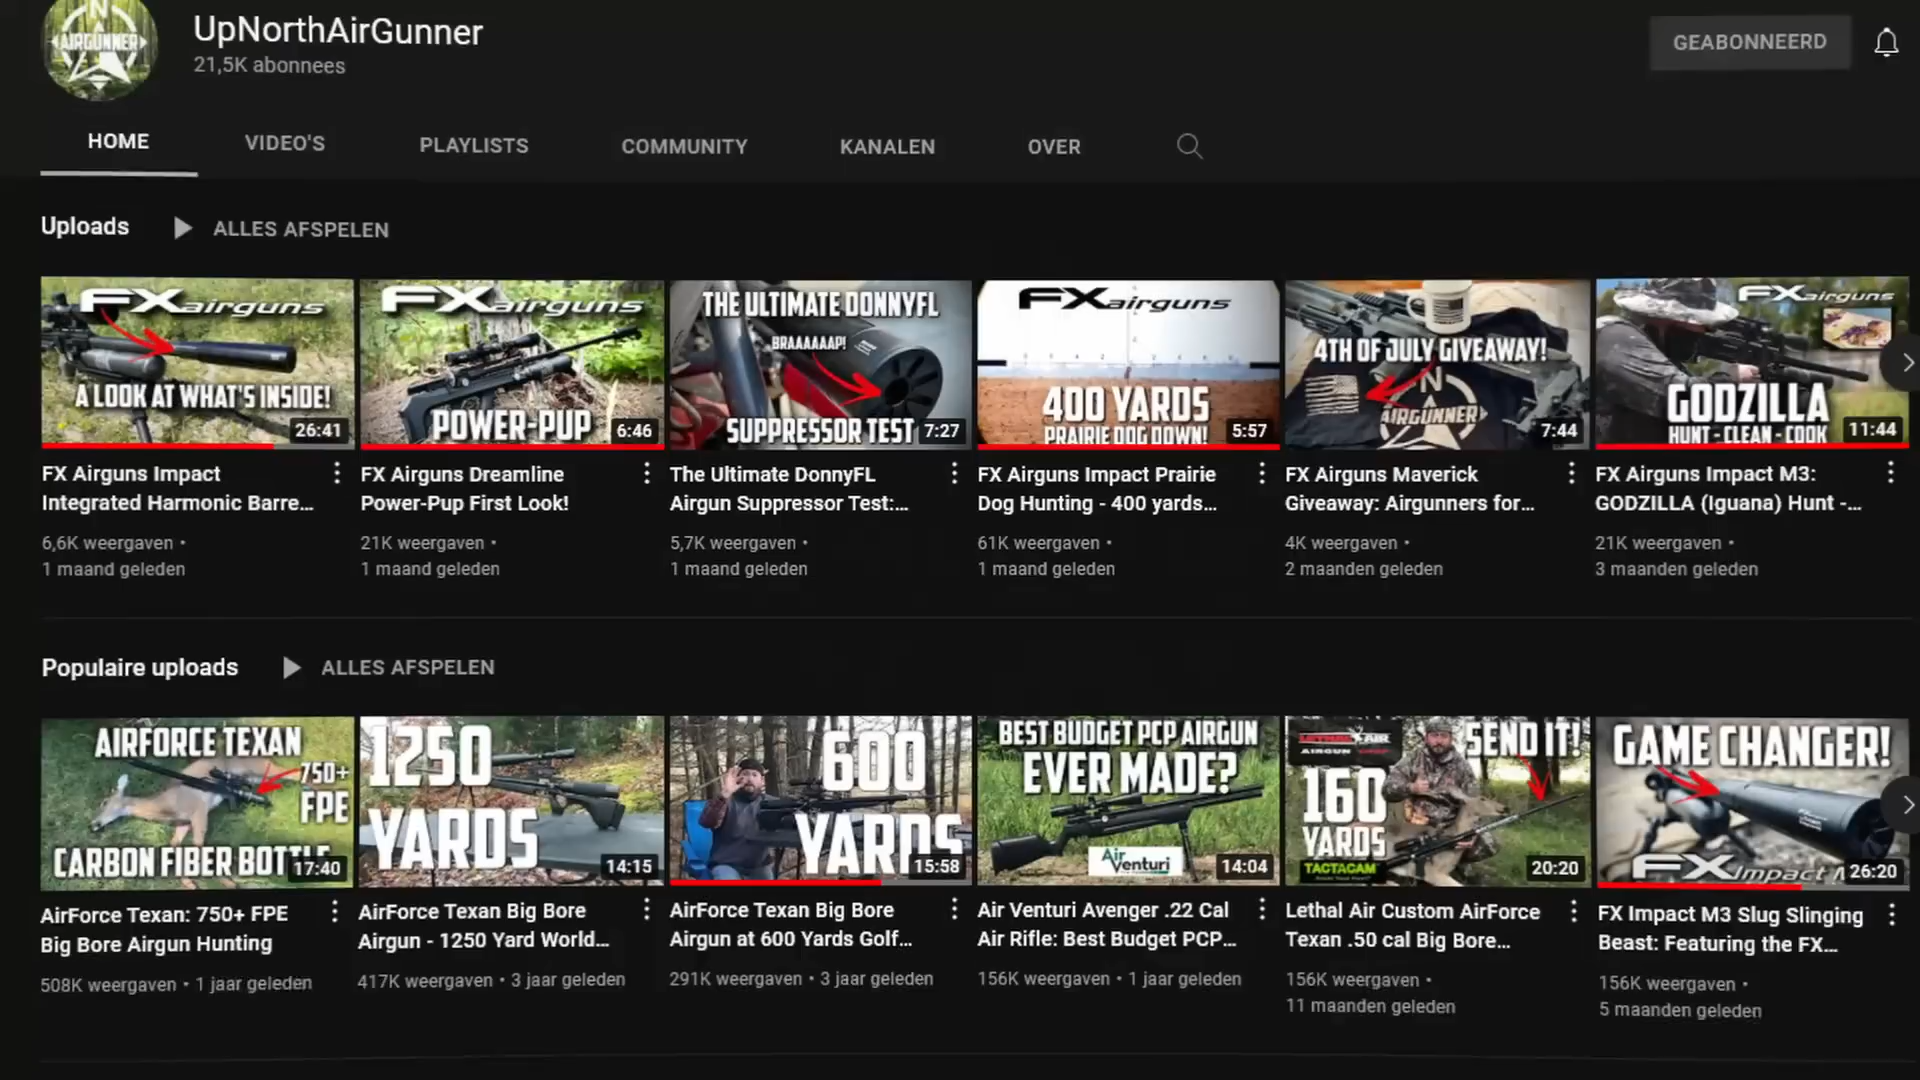 N
AIRGUNNER
UpNorthAirGunner
21,5K abonnees
GEABONNEERD
HOME
VIDEO'S
PLAYLISTS
COMMUNITY
KANALEN
OVER
Uploads
ALLES AFSPELEN
FXairguns
A LOOK AT WHAT'S INSIDE!
26:41
FX Airguns Impact
Integrated Harmonic Barre...
6,6K weergaven •
1 maand geleden
FXairguns
POWER-PUP
6:46
FX Airguns Dreamline
Power-Pup First Look!
21K weergaven •
1 maand geleden
THE ULTIMATE DONNYFL
BRAAAAAAP!
SUPPRESSOR TEST
7:27
The Ultimate DonnyFL
Airgun Suppressor Test:...
5,7K weergaven •
1 maand geleden
FXairguns
400 YARDS
PRAIRIE DOG DOWN!
5:57
FX Airguns Impact Prairie
Dog Hunting - 400 yards...
61K weergaven •
1 maand geleden
4TH OF JULY GIVEAWAY!
N
AIRGUNNER
7:44
FX Airguns Maverick
Giveaway: Airgunners for...
4K weergaven •
2 maanden geleden
FXairguns
GODZILLA
HUNT - CLEAN - COOK
11:44
FX Airguns Impact M3:
GODZILLA (Iguana) Hunt -...
21K weergaven •
3 maanden geleden
Populaire uploads
ALLES AFSPELEN
AIRFORCE TEXAN
750+
FPE
CARBON FIBER BOTTLE
17:40
AirForce Texan: 750+ FPE
Big Bore Airgun Hunting
508K weergaven • 1 jaar geleden
1250
YARDS
14:15
AirForce Texan Big Bore
Airgun - 1250 Yard World...
417K weergaven • 3 jaar geleden
600
YARDS
15:58
AirForce Texan Big Bore
Airgun at 600 Yards Golf...
291K weergaven • 3 jaar geleden
BEST BUDGET PCP AIRGUN
EVER MADE?
Air
Venturi
14:04
Air Venturi Avenger .22 Cal
Air Rifle: Best Budget PCP...
156K weergaven • 1 jaar geleden
LETHAL AIR
AIRGUN
SEND IT!
160
YARDS
TACTACAM
20:20
Lethal Air Custom AirForce
Texan .50 cal Big Bore...
156K weergaven •
11 maanden geleden
GAME CHANGER!
FX Impact M
26:20
FX Impact M3 Slug Slinging
Beast: Featuring the FX...
156K weergaven •
5 maanden geleden